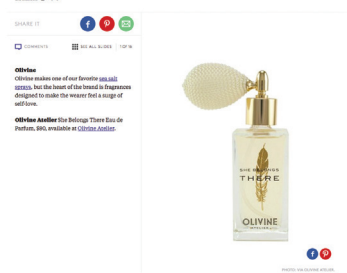 SHARE IT
COMMENTS
SEE ALL SLIDES
1 OF 16
Olivine
Olivine makes one of our favorite sea salt
sprays, but the heart of the brand is fragrances
designed to make the wearer feel a surge of
self-love.
Olivine Atelier She Belongs There Eau de
Parfum, $80, available at Olivine Atelier.
SHE BELONGS
THERE
OLIVINE
ATELIER
PHOTO: VIA OLIVINE ATELIER.